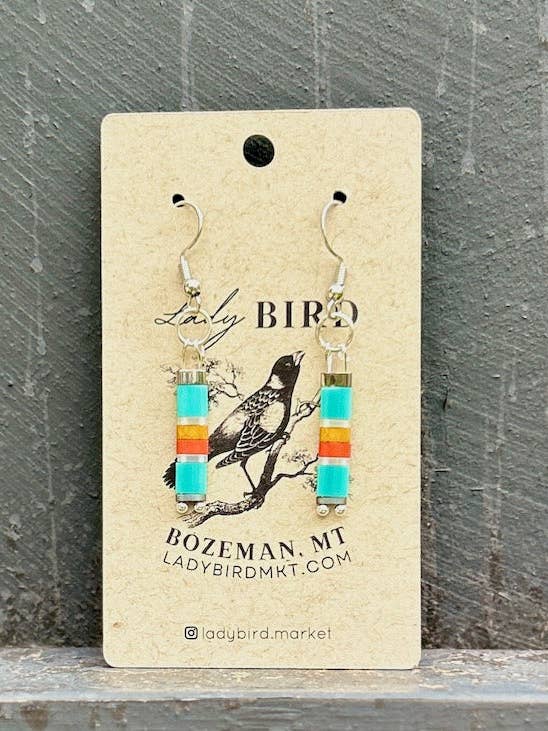 Lady BIRD
BOZEMAN, MT
LADYBIRDMKT.COM
ladybird.market